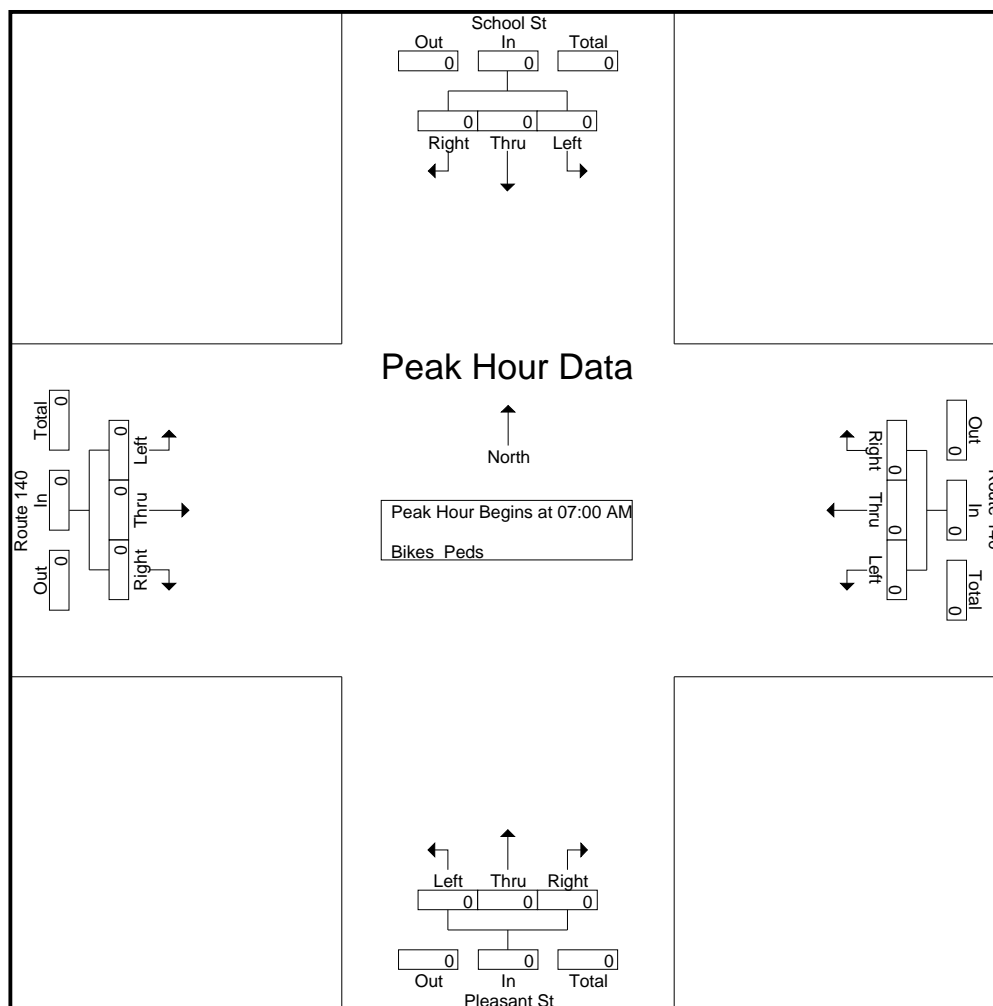 School St
Out In Total
0 0 0
0 0 0
Right Thru Left
Peak Hour Data
North
Peak Hour Begins at 07:00 AM
Bikes Peds
Route 140
Out In Total
0 0 0
0 0 0
Left Thru Right
Route 140
Out In Total
0 0 0
0 0 0
Right Thru Left
Left Thru Right
0 0 0
0 0 0
Out In Total
Pleasant St